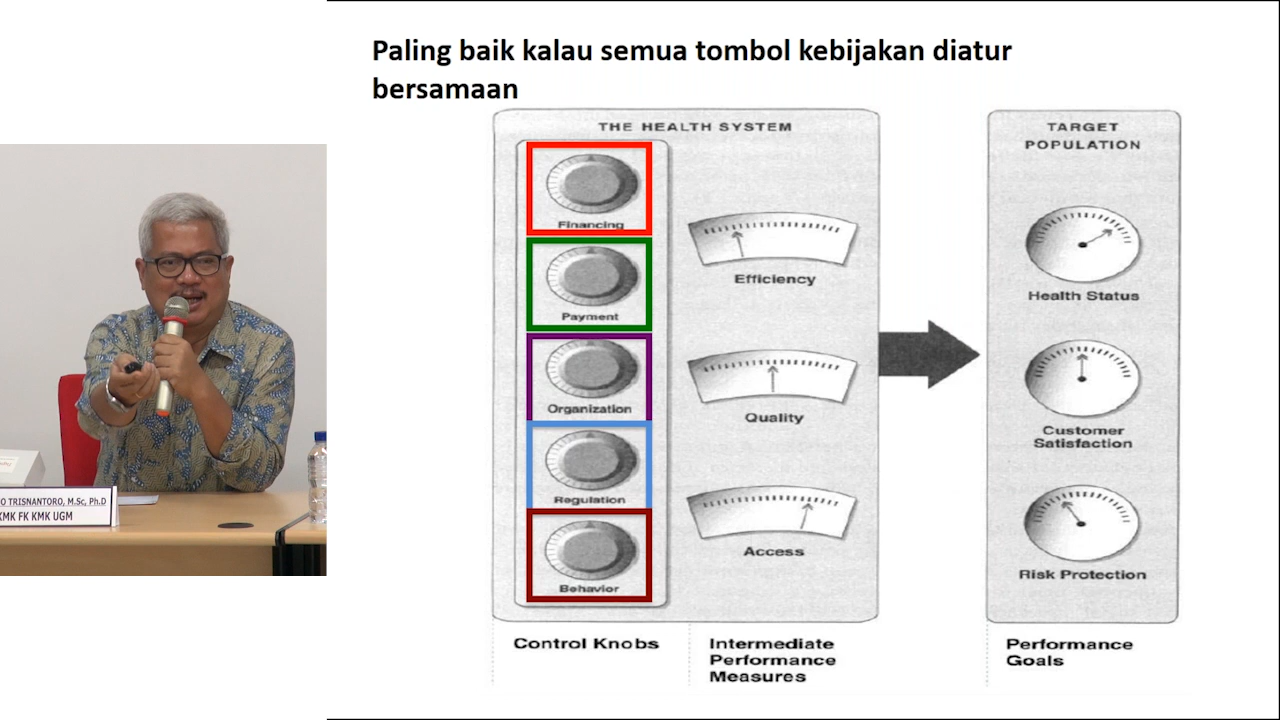 Paling baik kalau semua tombol kebijakan diatur
bersamaan
THE HEALTH SYSTEM
Financing
Payment
Organization
Regulation
Behavior
Efficiency
Quality
Access
TARGET
POPULATION
Health Status
Customer
Satisfaction
Risk Protection
Control Knobs
Intermediate
Performance
Measures
Performance
Goals
O TRISNANTORO, M.Sc, Ph.D
KMK FK KMK UGM